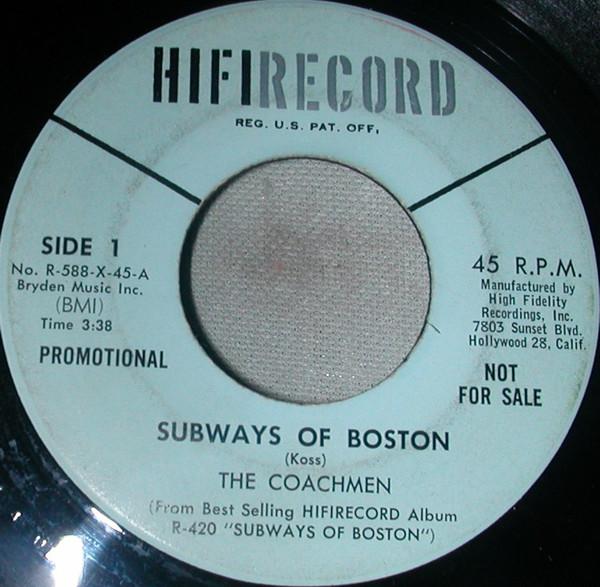 HIFIRECORD
REG. U.S. PAT. OFF,
SIDE 1
No. R-588-X-45-A
Bryden Music Inc.
(BMI)
Time 3:38
PROMOTIONAL
45 R.P.M.
Manufactured by
High Fidelity
Recordings, Inc.
7803 Sunset Blvd.
Hollywood 28, Calif.
NOT
FOR SALE
SUBWAYS OF BOSTON
(Koss)
THE COACHMEN
(From Best Selling HIFIRECORD Album
R-420 "SUBWAYS OF BOSTON")